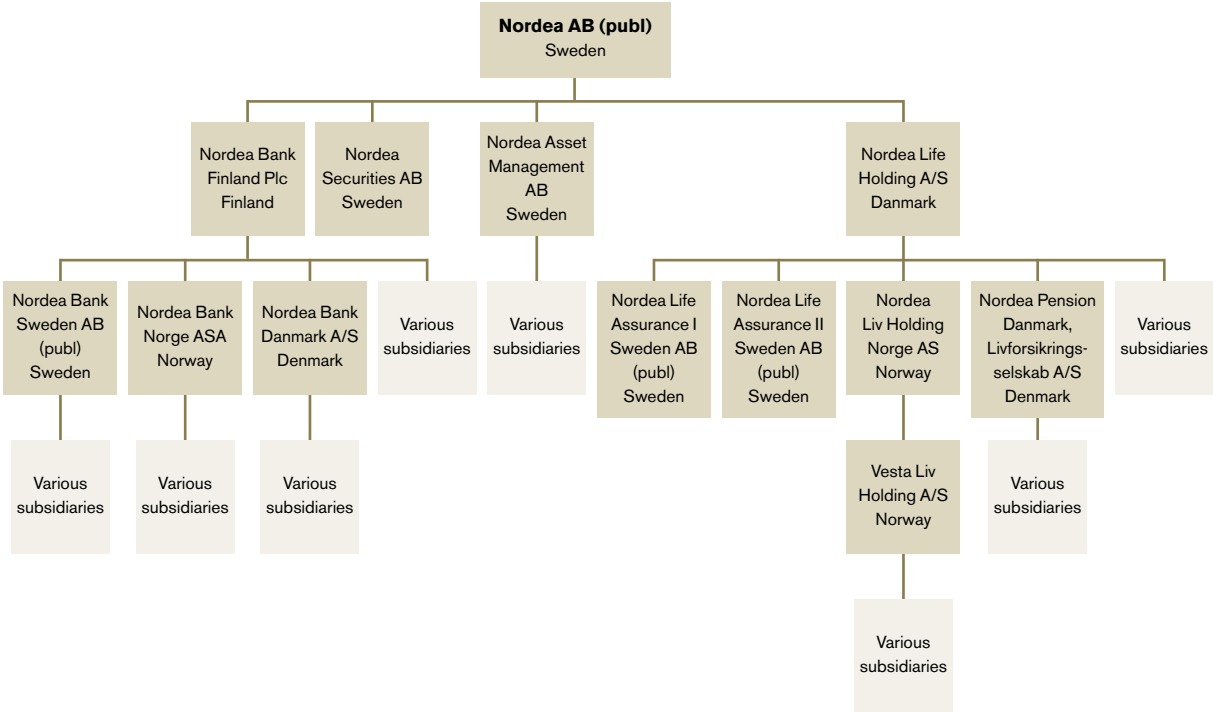 Nordea AB (publ)
Sweden
Nordea Bank
Finland Plc
Finland
Nordea
Securities AB
Sweden
Nordea Asset
Management
AB
Sweden
Nordea Life
Holding A/S
Danmark
Nordea Bank
Sweden AB
(publ)
Sweden
Nordea Bank
Norge ASA
Norway
Nordea Bank
Danmark A/S
Denmark
Various
subsidiaries
Various
subsidiaries
Nordea Life
Assurance I
Sweden AB
(publ)
Sweden
Nordea Life
Assurance II
Sweden AB
(publ)
Sweden
Nordea
Liv Holding
Norge AS
Norway
Nordea Pension
Danmark,
Livforsikrings-
selskab A/S
Denmark
Various
subsidiaries
Various
subsidiaries
Various
subsidiaries
Various
subsidiaries
Vesta Liv
Holding A/S
Norway
Various
subsidiaries
Various
subsidiaries